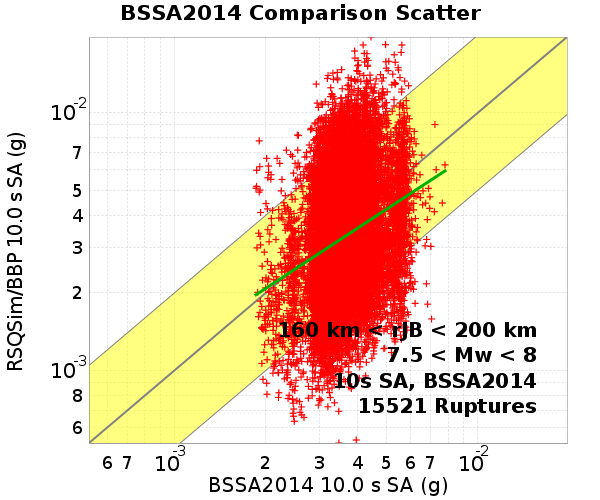 BSSA2014 Comparison Scatter
RSQSim/BBP 10.0 s SA (g)
10-2
7
5
4
3
2
10-3
8
6
160 km < rJB < 200 km
7.5 < Mw < 8
10s SA, BSSA2014
15521 Ruptures
6 7 10-3 2 3 4 5 6 7 10-2
BSSA2014 10.0 s SA (g)